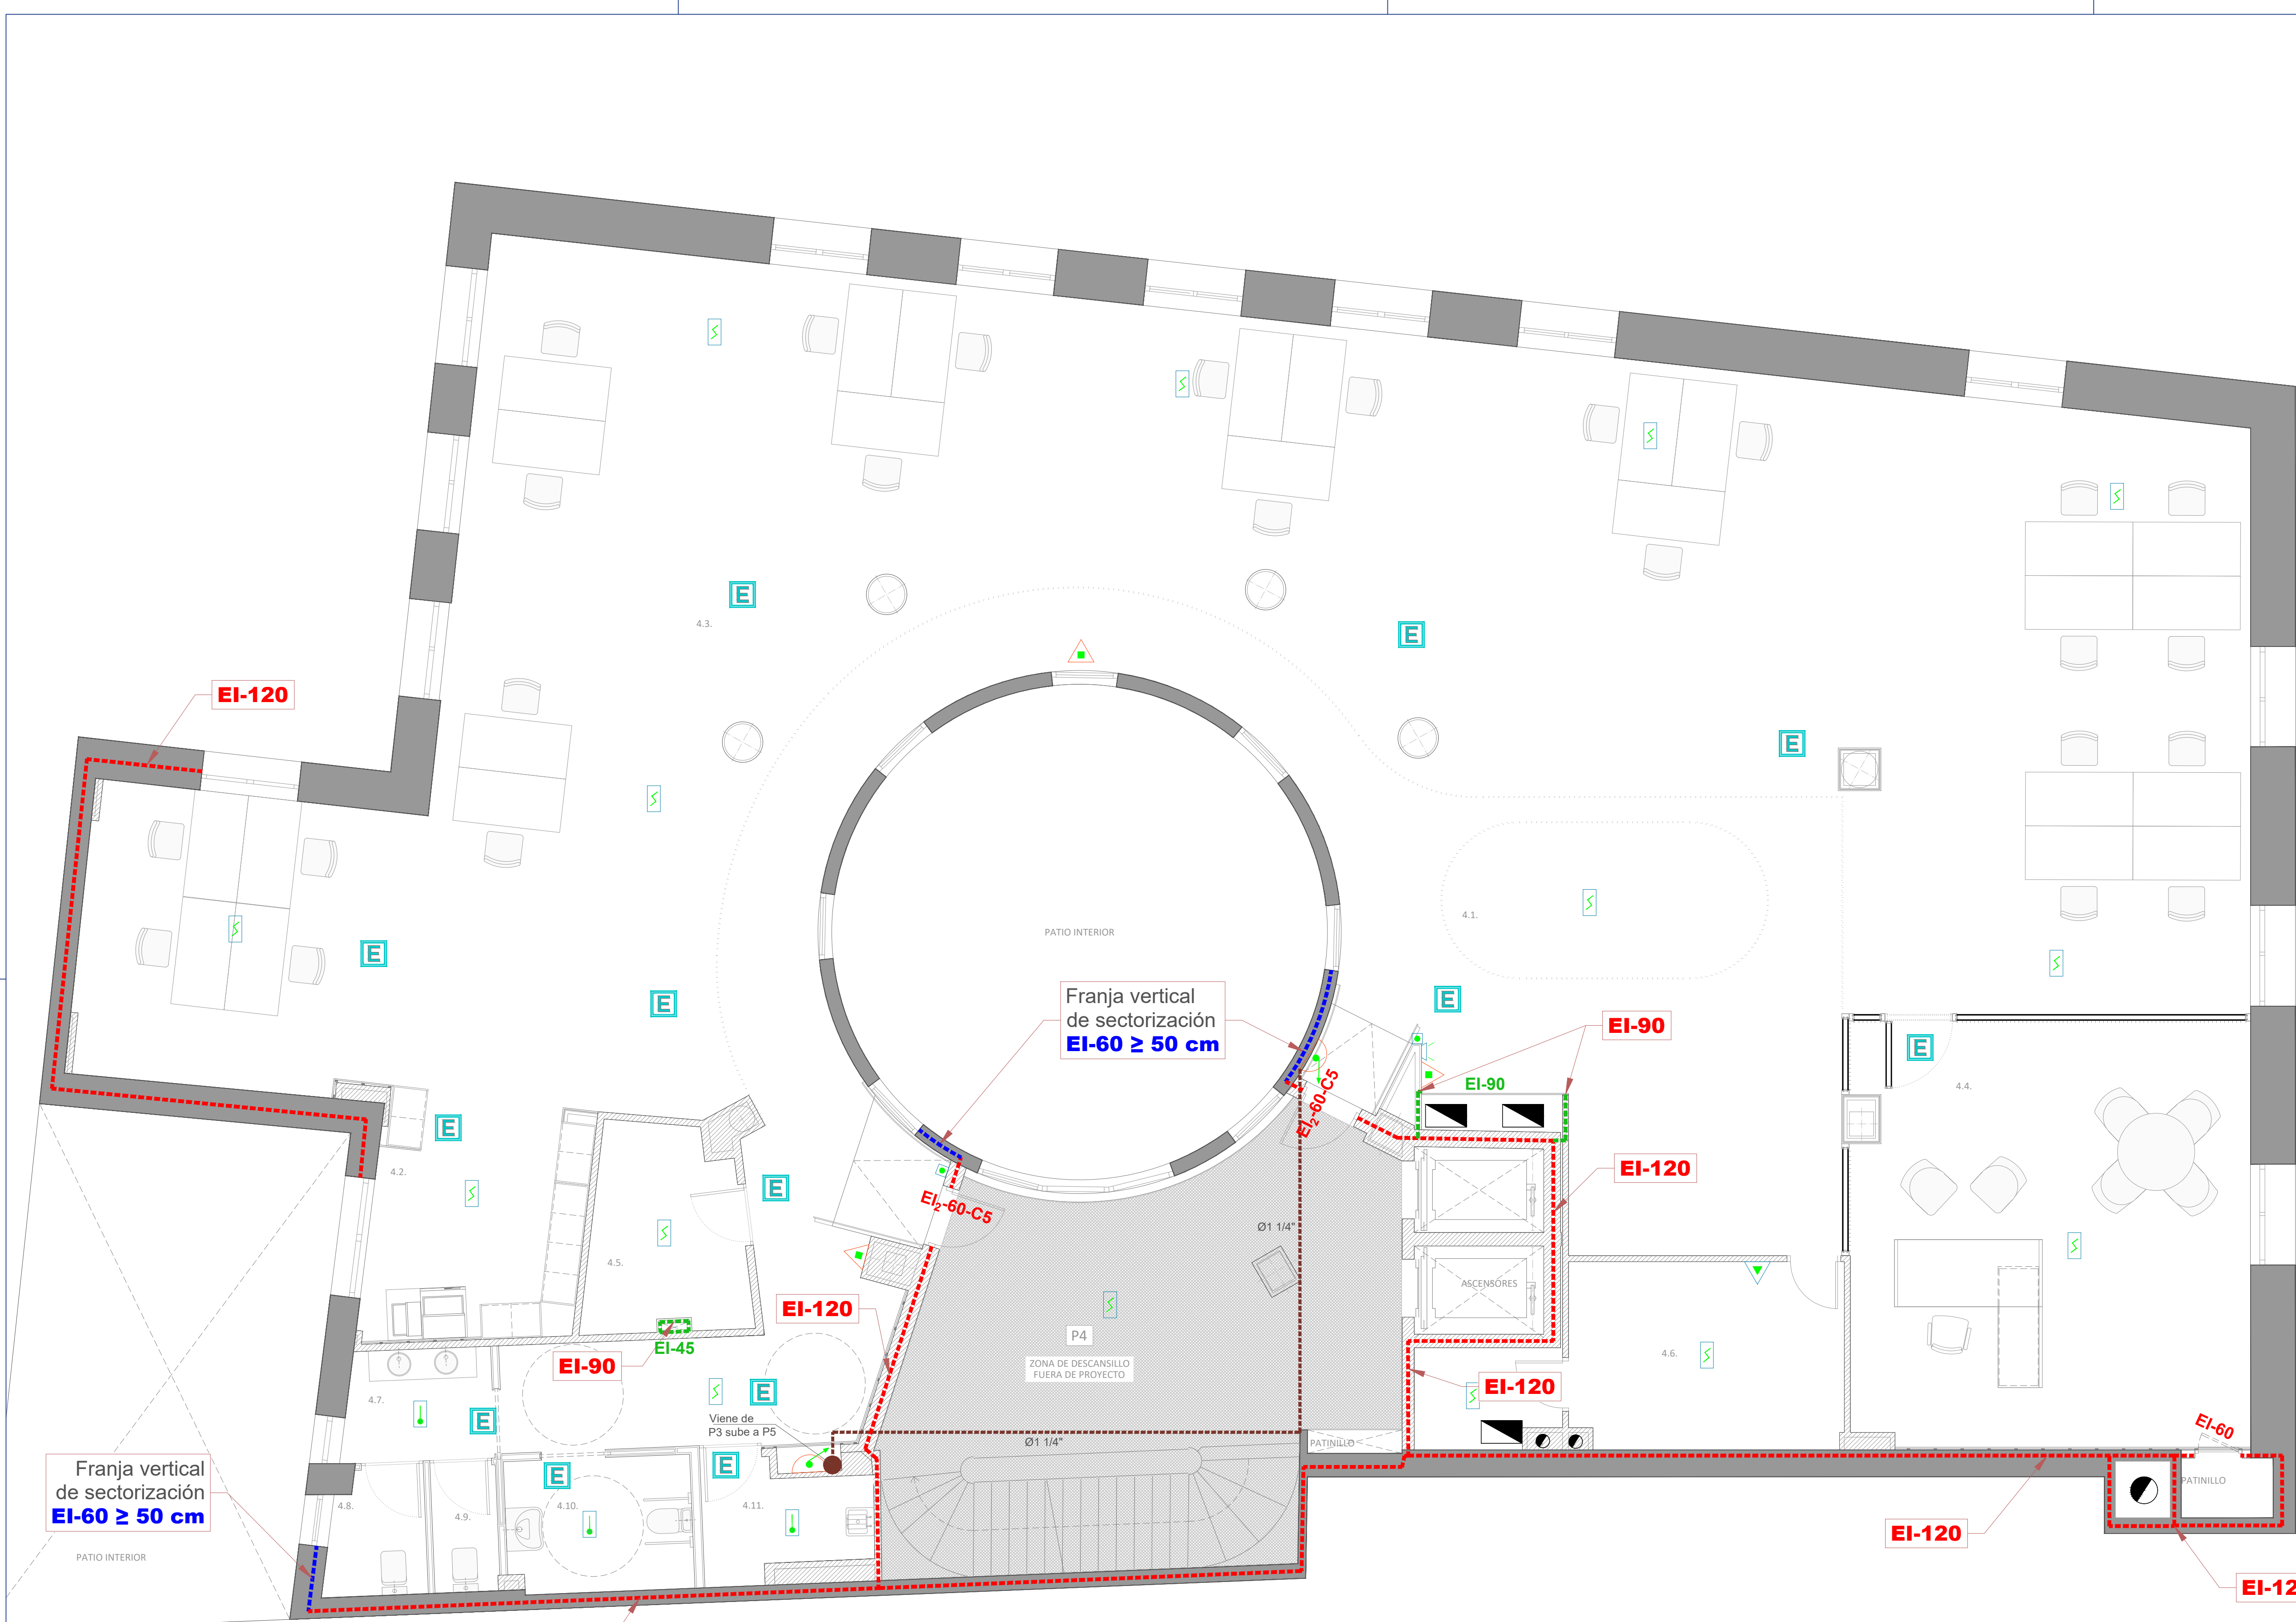 E
4.3.
E
EI-120
E
4.1.
PATIO INTERIOR
E
Franja vertical
de sectorización
EI-60 ≥ 50 cm
E
E
EI-90
E
EI-90
4.4.
EI₂-60-C5
E
EI-120
4.2.
E
EI₂-60-C5
Ø1 1/4"
4.5.
ASCENSORES
EI-120
P4
EI-45
EI-90
ZONA DE DESCANSILLO
FUERA DE PROYECTO
4.6.
EI-120
E
4.7.
E
Viene de
P3 sube a P5
Ø1 1/4"
PATINILLO
EI-60
E
E
Franja vertical
de sectorización
EI-60 ≥ 50 cm
PATINILLO
4.8.
4.9.
4.10.
4.11.
EI-120
PATIO INTERIOR
EI-12